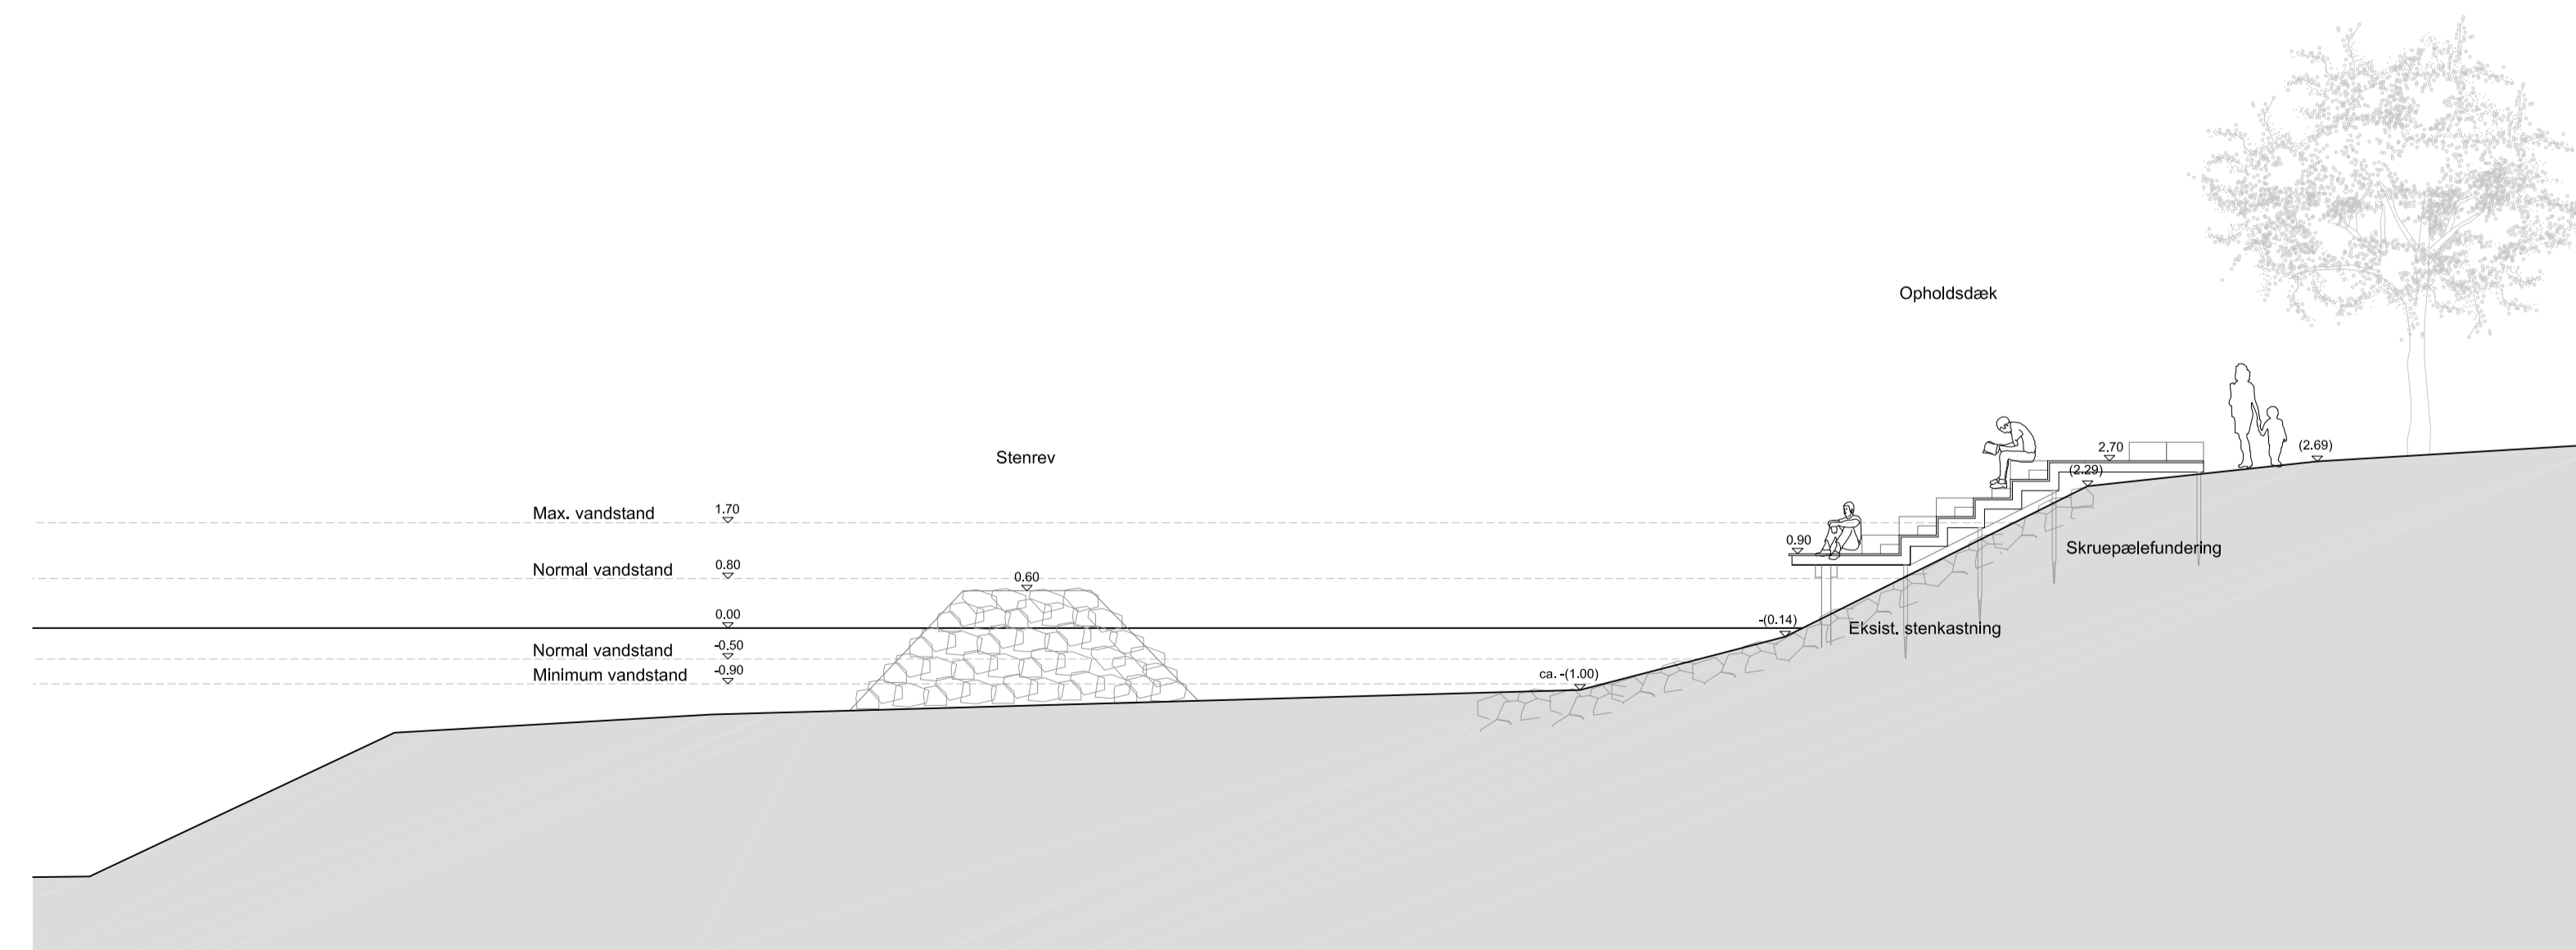 Opholdsdæk
Stenrev
2.70
(2.69)
(2.29)
Max. vandstand 1.70
0.90
Skruepælefundering
Normal vandstand 0.80
0.60
0.00
-(0.14)
Eksist. stenkastning
Normal vandstand -0.50
Minimum vandstand -0.90
ca. -(1.00)